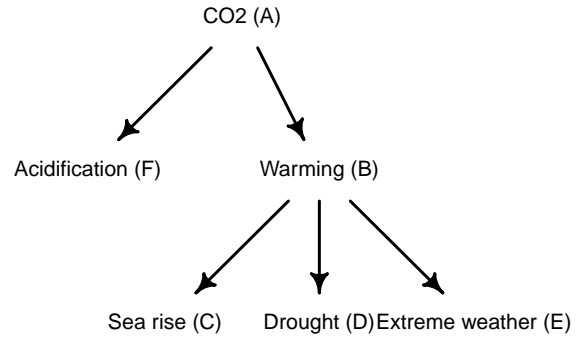 CO2 (A)
Acidification (F) Warming (B)
Sea rise (C) Drought (D) Extreme weather (E)